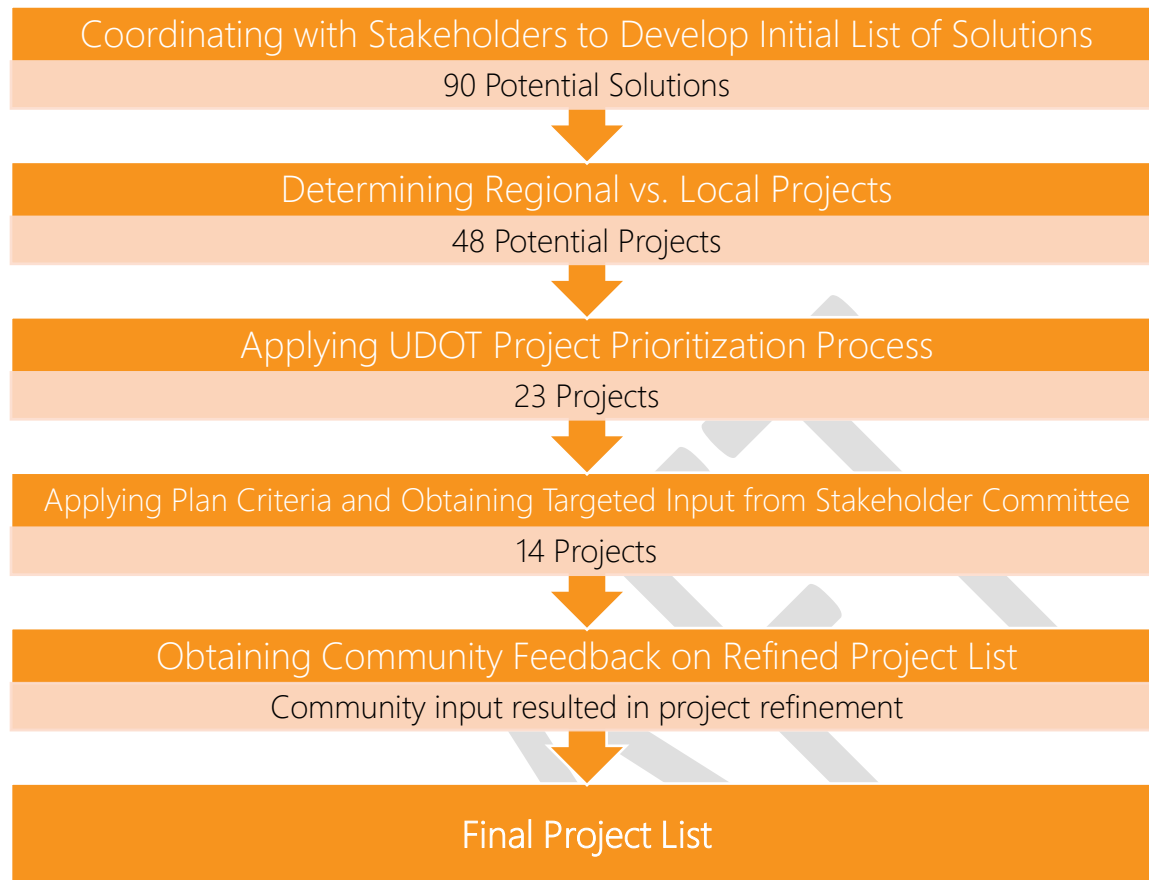 Coordinating with Stakeholders to Develop Initial List of Solutions
90 Potential Solutions
Determining Regional vs. Local Projects
48 Potential Projects
Applying UDOT Project Prioritization Process
23 Projects
Applying Plan Criteria and Obtaining Targeted Input from Stakeholder Committee
14 Projects
Obtaining Community Feedback on Refined Project List
Community input resulted in project refinement
Final Project List